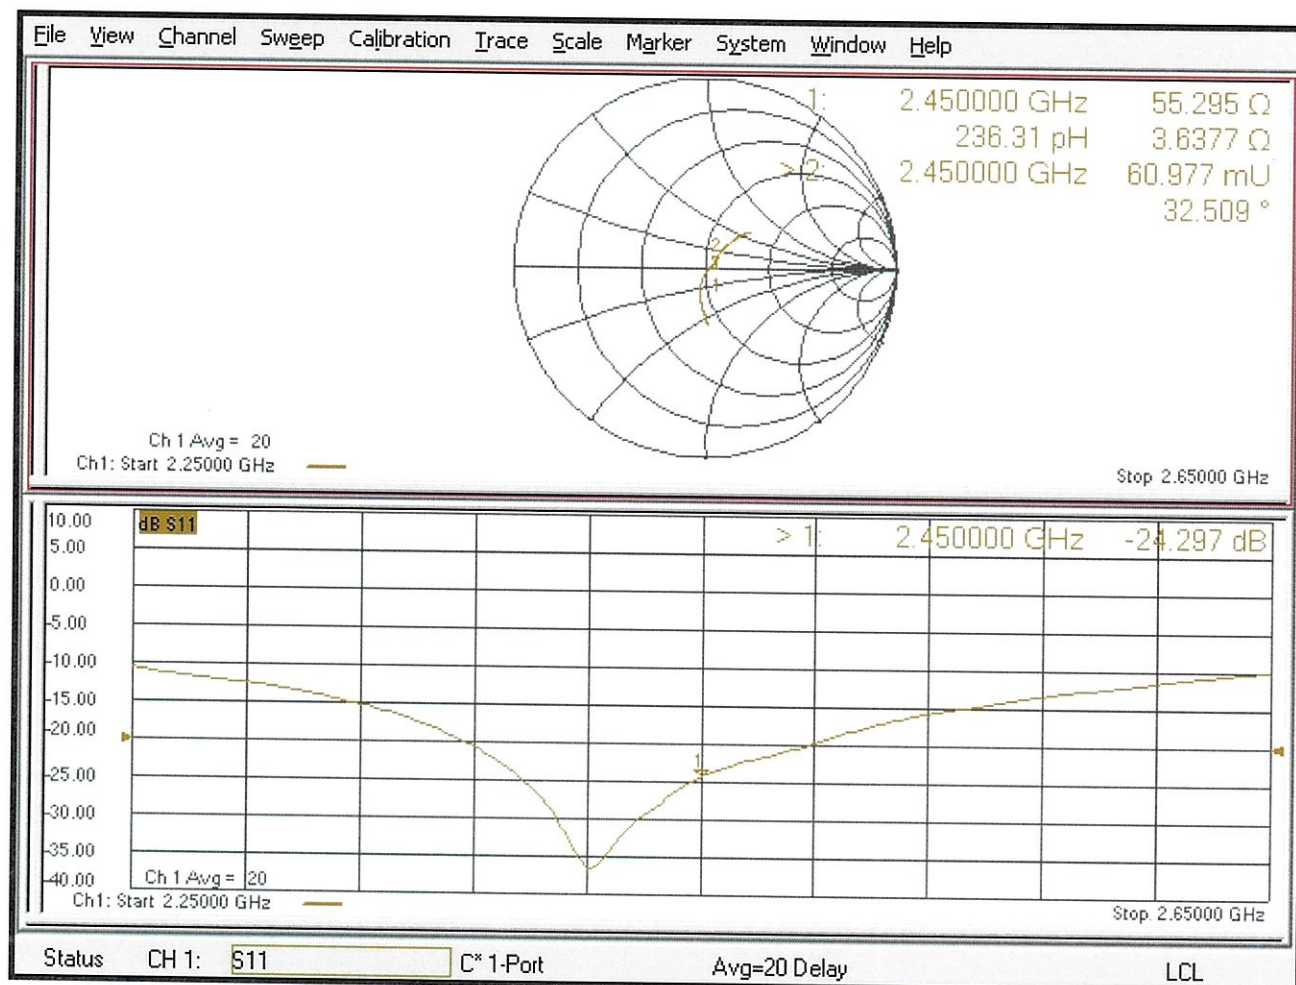 File View Channel Sweep Calibration Trace Scale Marker System Window Help
1: 2.450000 GHz 55.295 Ω
236.31 pH 3.6377 Ω
> 2: 2.450000 GHz 60.977 mU
32.509 °
2
1
Ch 1 Avg = 20
Ch1: Start 2.25000 GHz
Stop 2.65000 GHz
10.00
dB S11
> 1: 2.450000 GHz -24.297 dB
5.00
0.00
-5.00
-10.00
-15.00
-20.00
1
-25.00
-30.00
-35.00
-40.00
Ch 1 Avg = 20
Ch1: Start 2.25000 GHz
Stop 2.65000 GHz
Status CH 1: S11 C* 1-Port Avg=20 Delay LCL